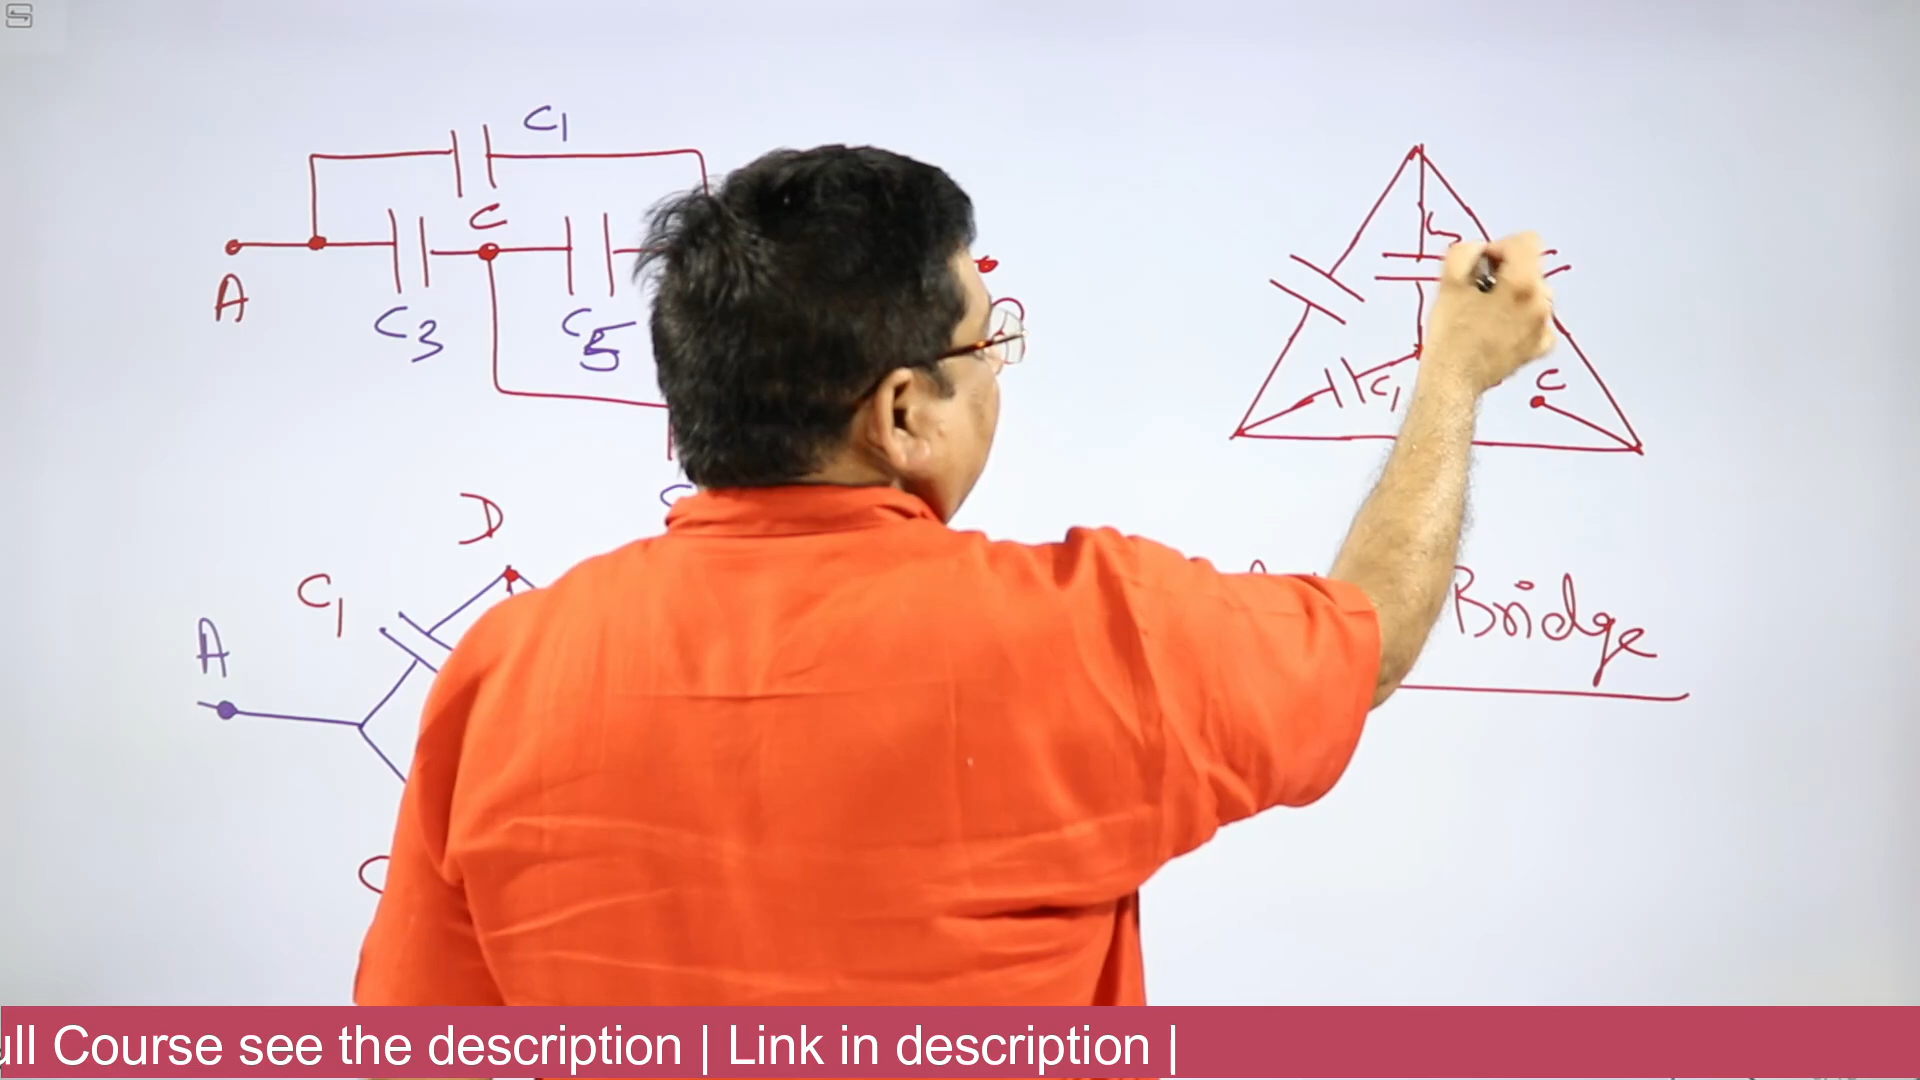 C1
C
A
C3
C5
C
C1
D
C1
A
Bridge
ull Course see the description | Link in description |